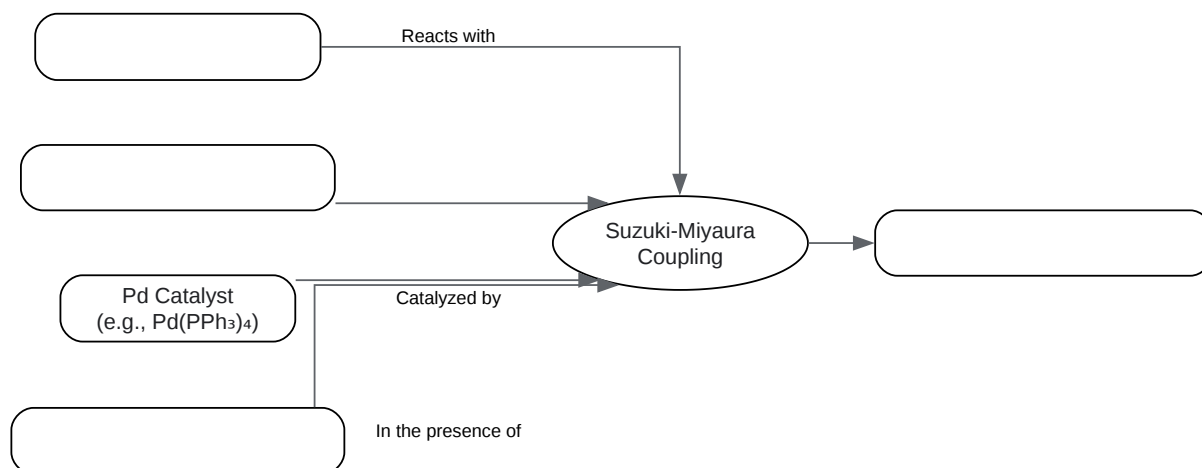 Reacts with
Suzuki-Miyaura
Coupling
Pd Catalyst
(e.g., Pd(PPh₃)₄)
Catalyzed by
In the presence of